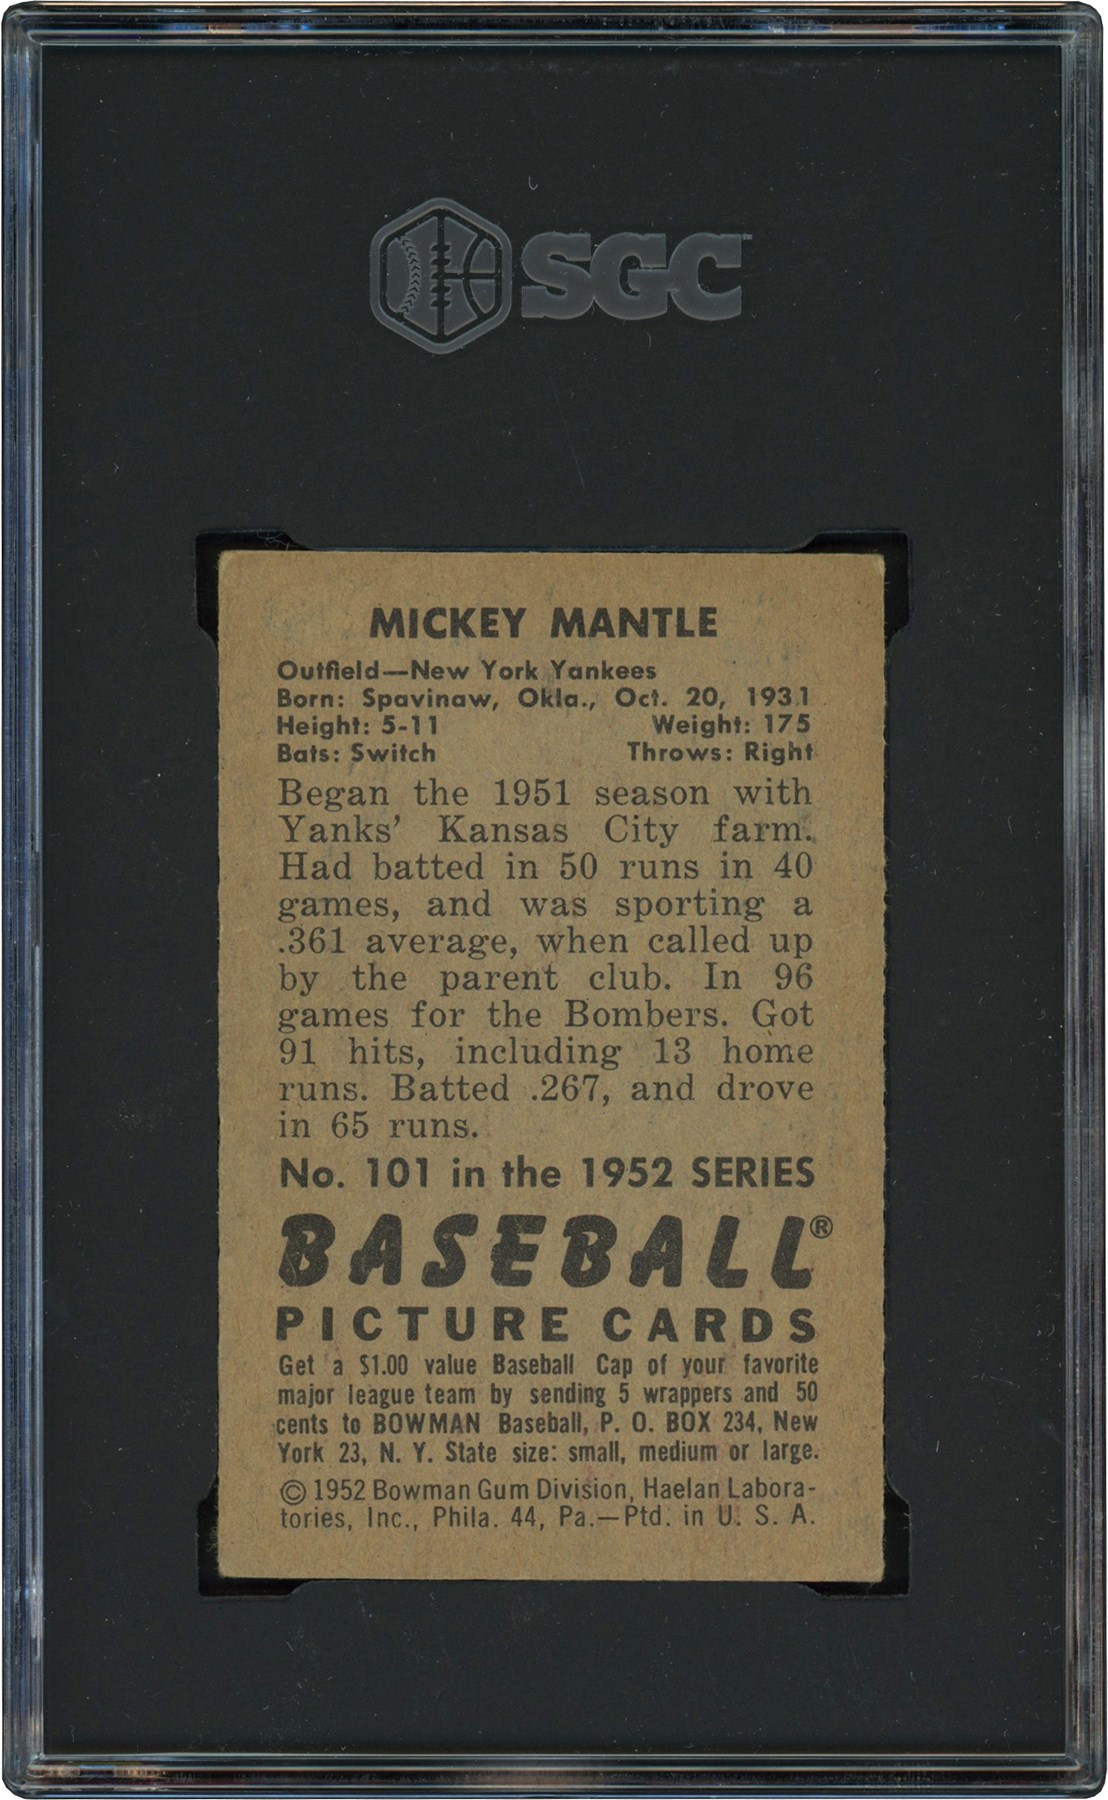 SGC
MICKEY MANTLE
Outfield—New York Yankees
Born: Spavinaw, Okla., Oct. 20, 1931
Height: 5-11 Weight: 175
Bats: Switch Throws: Right
Began the 1951 season with
Yanks' Kansas City farm.
Had batted in 50 runs in 40
games, and was sporting a
.361 average, when called up
by the parent club. In 96
games for the Bombers. Got
91 hits, including 13 home
runs. Batted .267, and drove
in 65 runs.
No. 101 in the 1952 SERIES
BASEBALL®
PICTURE CARDS
Get a $1.00 value Baseball Cap of your favorite
major league team by sending 5 wrappers and 50
cents to BOWMAN Baseball, P. O. BOX 234, New
York 23, N. Y. State size: small, medium or large.
© 1952 Bowman Gum Division, Haelan Labora-
tories, Inc., Phila. 44, Pa.—Ptd. in U. S. A.